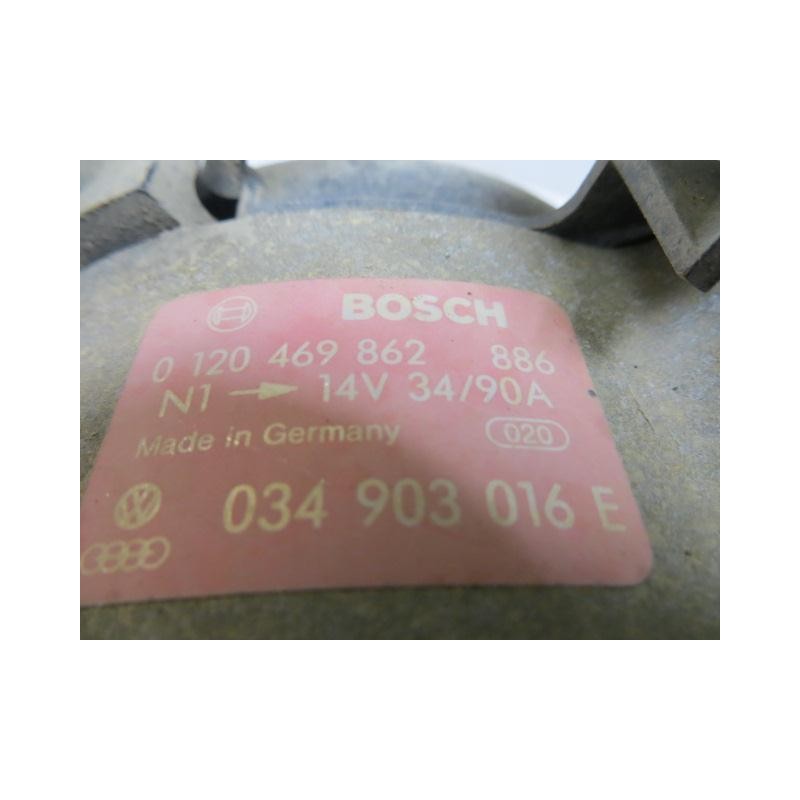 BOSCH
0 120 469 862 886
N1 → 14V 34/90A
Made in Germany 020
034 903 016 E